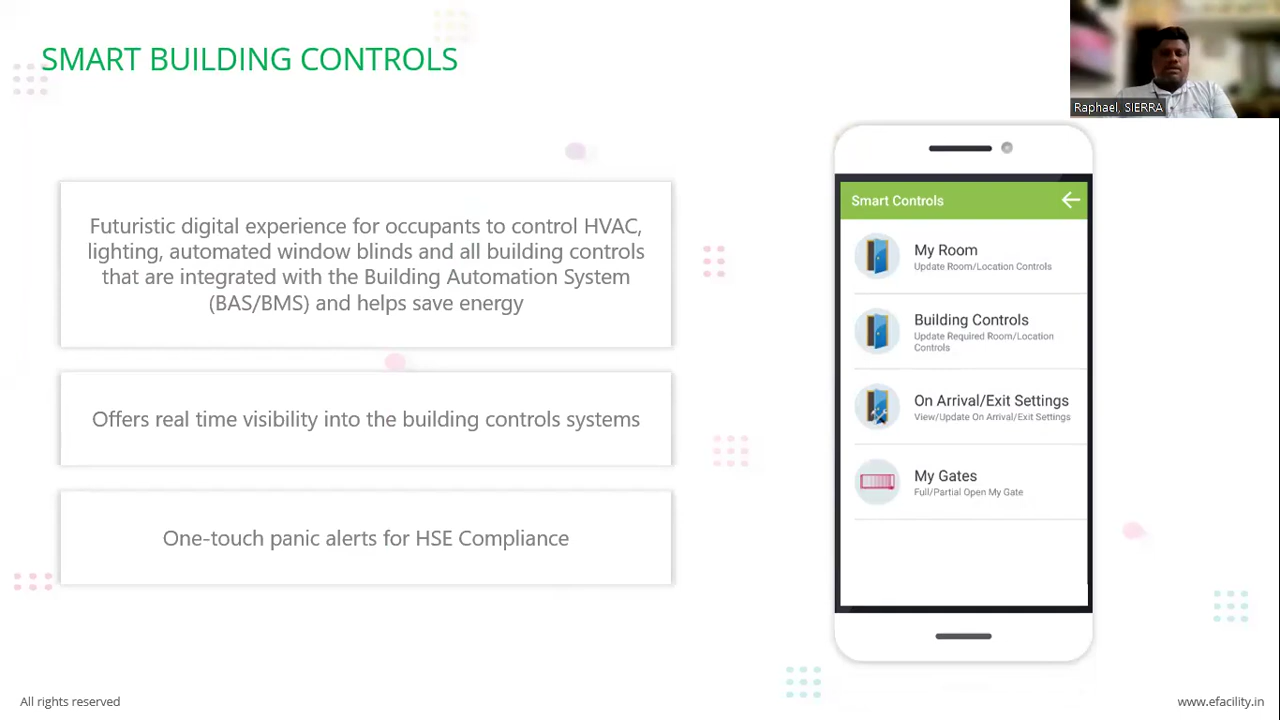 SMART BUILDING CONTROLS
Raphael, SIERRA
Futuristic digital experience for occupants to control HVAC,
lighting, automated window blinds and all building controls
that are integrated with the Building Automation System
(BAS/BMS) and helps save energy
Offers real time visibility into the building controls systems
One-touch panic alerts for HSE Compliance
Smart Controls
My Room
Update Room/Location Controls
Building Controls
Update Required Room/Location
Controls
On Arrival/Exit Settings
View/Update On Arrival/Exit Settings
My Gates
Full/Partial Open My Gate
All rights reserved
www.efacility.in